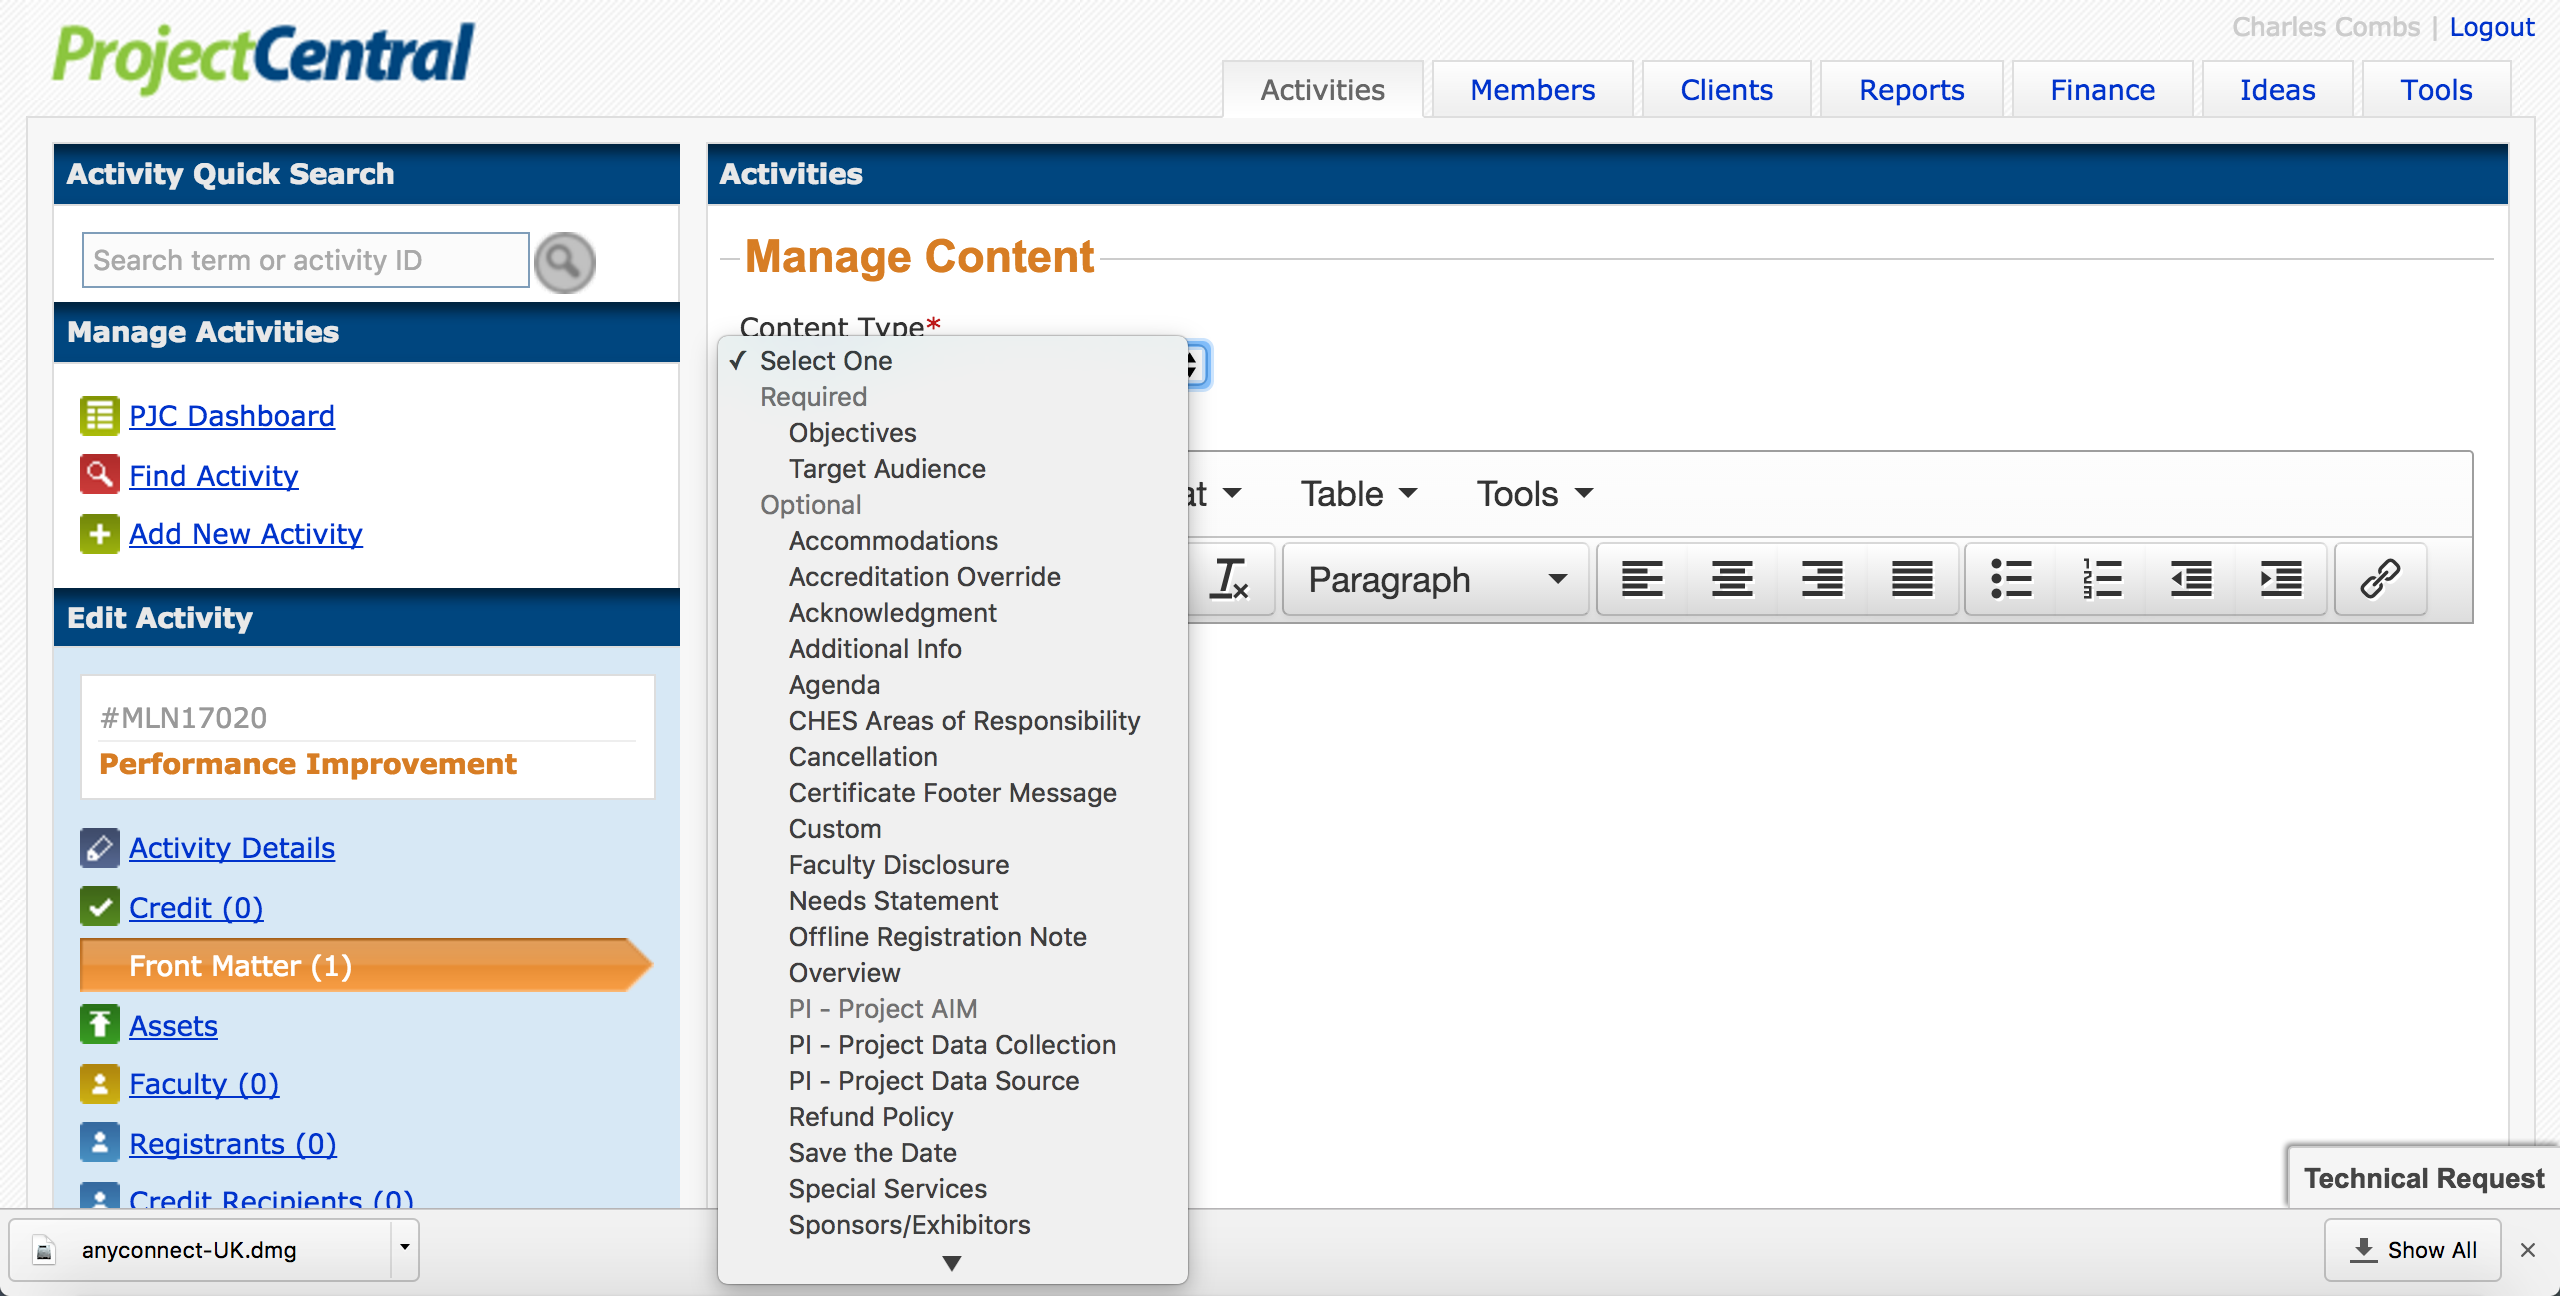 ProjectCentral
Charles Combs | Logout
Activities
Members
Clients
Reports
Finance
Ideas
Tools
Activity Quick Search
Search term or activity ID
Manage Activities
PJC Dashboard
Find Activity
Add New Activity
Edit Activity
#MLN17020
Performance Improvement
Activity Details
Credit (0)
Front Matter (1)
Assets
Faculty (0)
Registrants (0)
Credit Recipients (0)
Activities
Manage Content
Content Type*
✓ Select One
Required
Objectives
Target Audience
Optional
Accommodations
Accreditation Override
Acknowledgment
Additional Info
Agenda
CHES Areas of Responsibility
Cancellation
Certificate Footer Message
Custom
Faculty Disclosure
Needs Statement
Offline Registration Note
Overview
PI - Project AIM
PI - Project Data Collection
PI - Project Data Source
Refund Policy
Save the Date
Special Services
Sponsors/Exhibitors
at
Table
Tools
Paragraph
Technical Request
anyconnect-UK.dmg
Show All